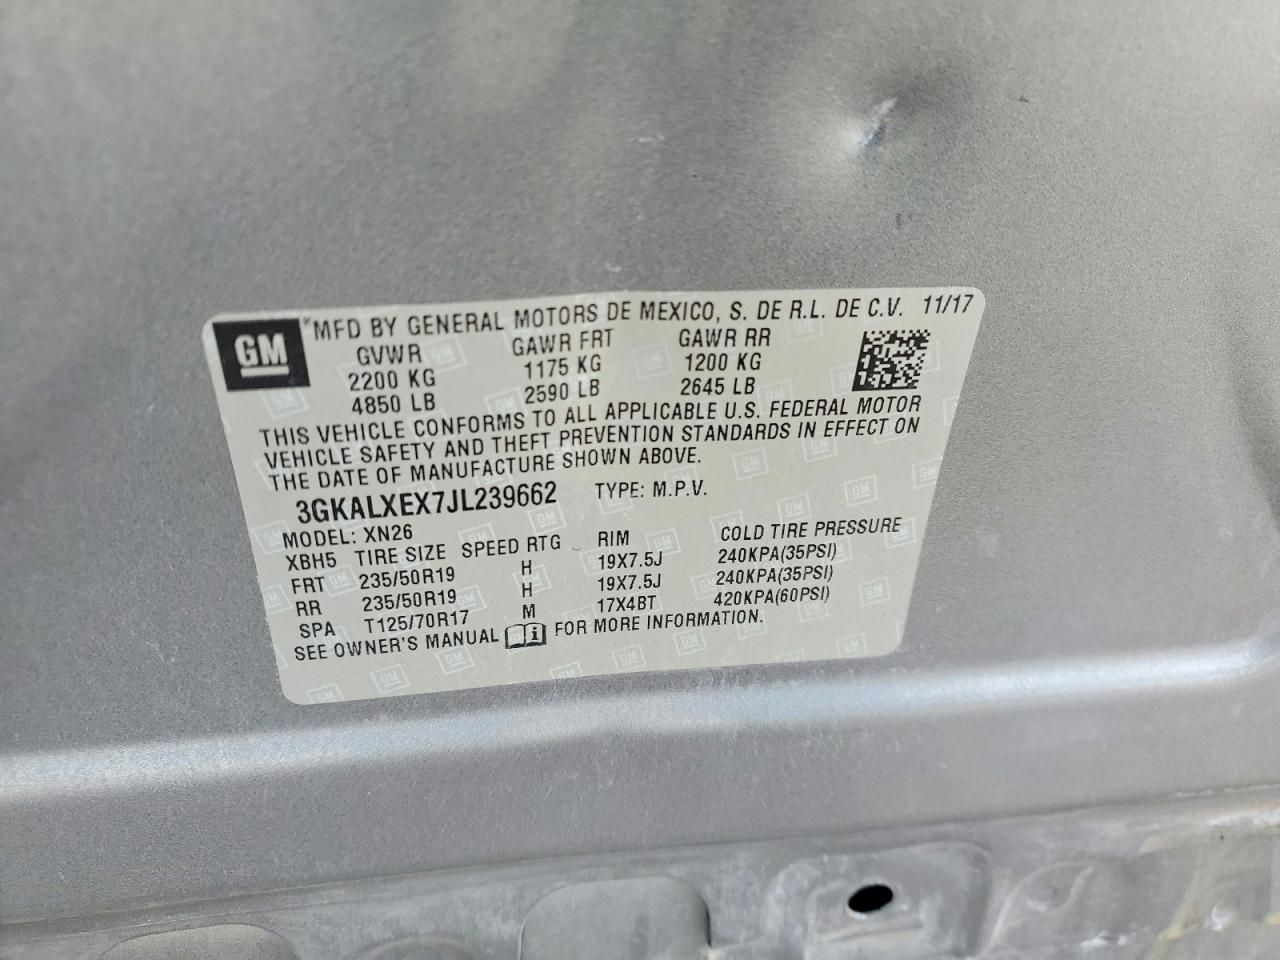 GM
MFD BY GENERAL MOTORS DE MEXICO, S. DE R.L. DE C.V. 11/17
GVWR GAWR FRT GAWR RR
2200 KG 1175 KG 1200 KG
4850 LB 2590 LB 2645 LB
THIS VEHICLE CONFORMS TO ALL APPLICABLE U.S. FEDERAL MOTOR
VEHICLE SAFETY AND THEFT PREVENTION STANDARDS IN EFFECT ON
THE DATE OF MANUFACTURE SHOWN ABOVE.
3GKALXEX7JL239662 TYPE: M.P.V.
MODEL: XN26
XBH5 TIRE SIZE SPEED RTG RIM COLD TIRE PRESSURE
FRT 235/50R19 H 19X7.5J 240KPA(35PSI)
RR 235/50R19 H 19X7.5J 240KPA(35PSI)
SPA T125/70R17 M 17X4BT 420KPA(60PSI)
SEE OWNER'S MANUAL i FOR MORE INFORMATION.